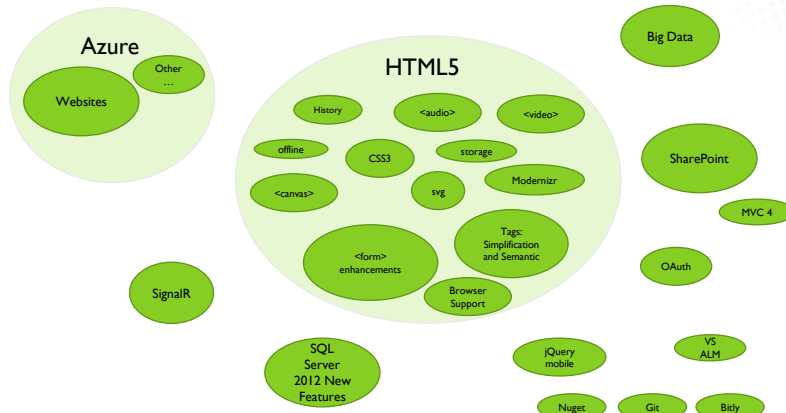 Azure
Websites
Other
…
HTML5
History
<audio>
<video>
offline
CSS3
storage
<canvas>
svg
Modernizr
<form>
enhancements
Tags:
Simplification
and Semantic
Browser
Support
Big Data
SharePoint
MVC 4
OAuth
SignalR
SQL
Server
2012 New
Features
jQuery
mobile
VS
ALM
Nuget
Git
Bitly